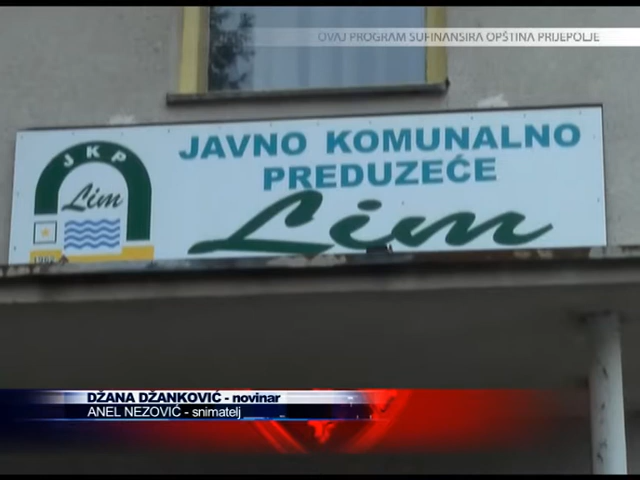 OVAJ PROGRAM SUFINANSIRA OPŠTINA PRIJEPOLJE
JAVNO KOMUNALNO
PREDUZEĆE
Lim
JKP
Lim
DŽANA DŽANKOVIĆ - novinar
ANEL NEZOVIĆ - snimatelj